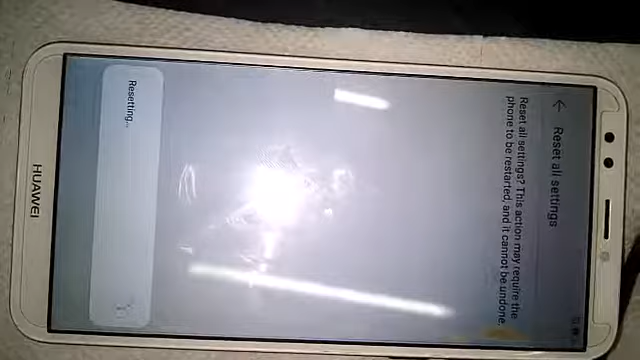 Reset all settings
Reset all settings? This action may require the
phone to be restarted, and it cannot be undone.
Resetting...
HUAWEI